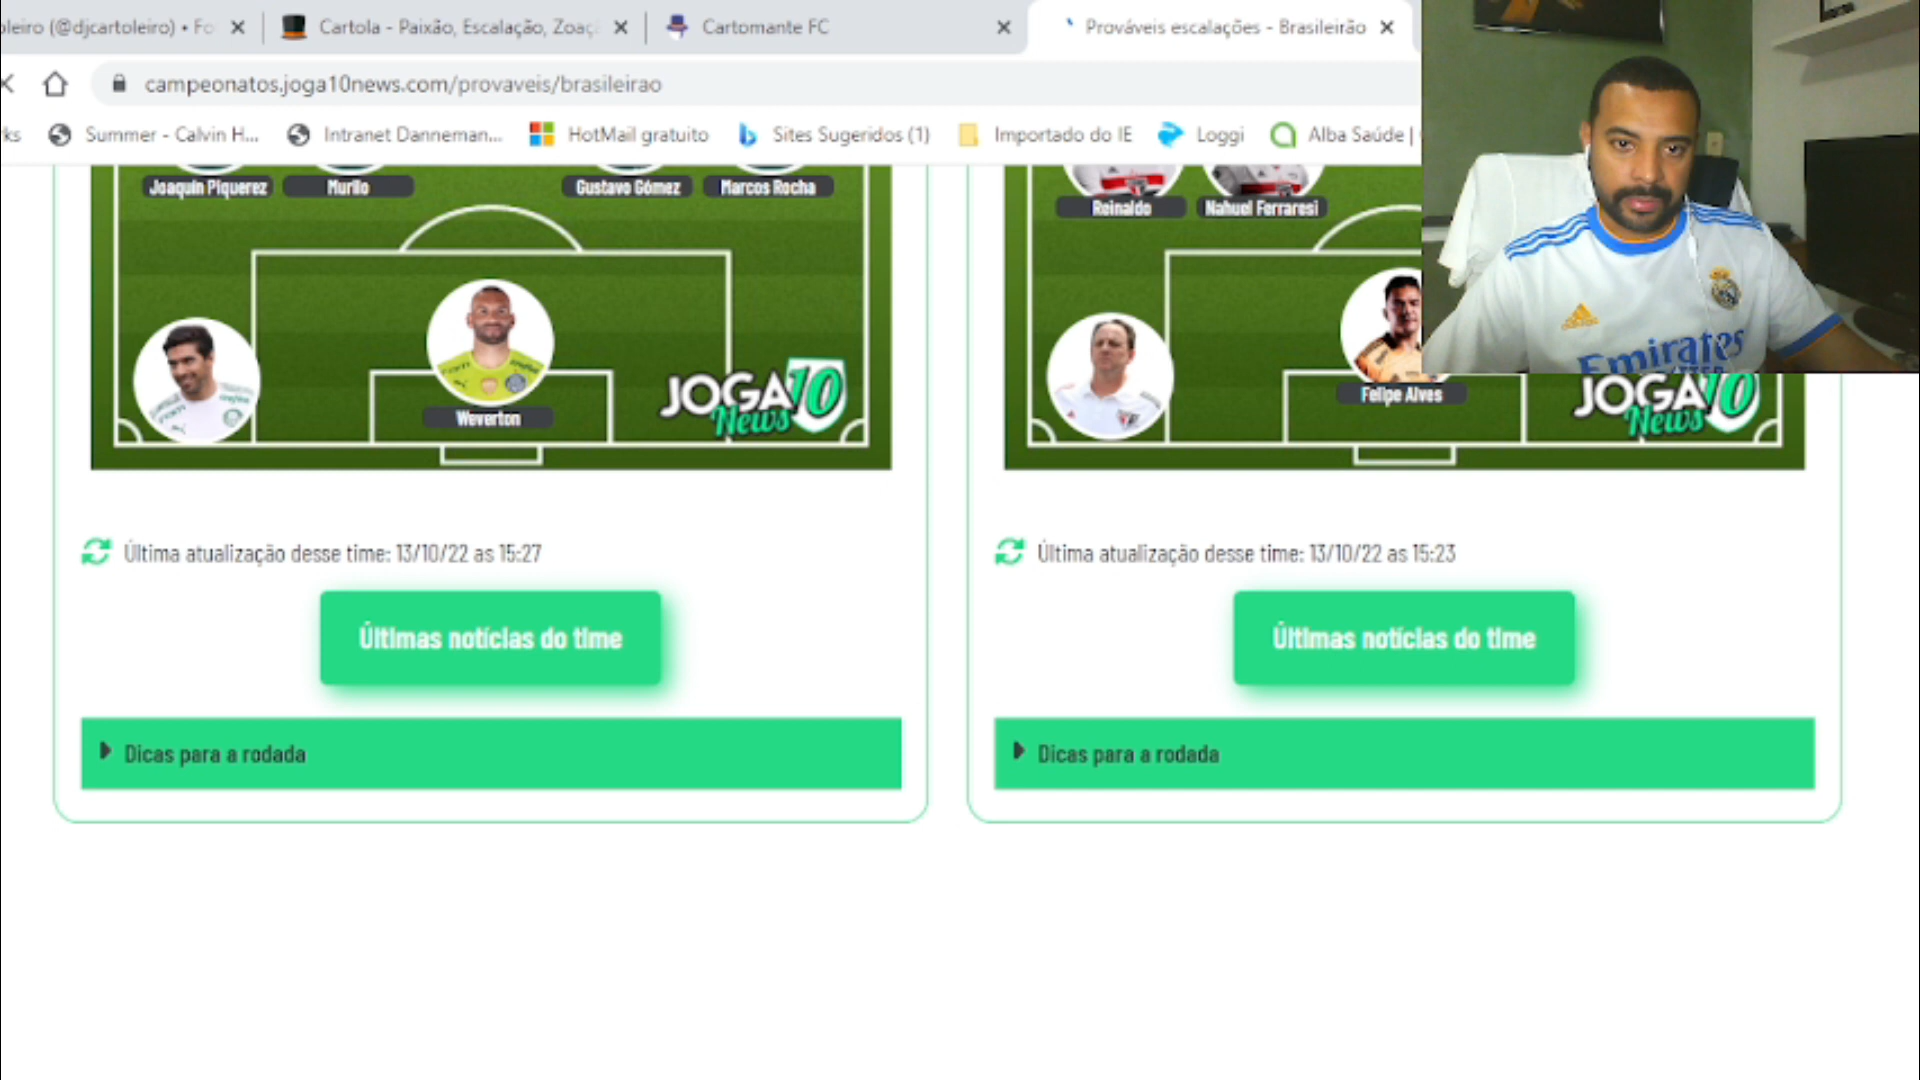 oleiro (@djcartoleiro) • Fo
Cartola - Paixão, Escalação, Zoaç
Cartomante FC
Prováveis escalações - Brasileirão
campeonatos.joga10news.com/provaveis/brasileirao
ks
Summer - Calvin H...
Intranet Danneman...
HotMail gratuito
Sites Sugeridos (1)
Importado do IE
Loggi
Alba Saúde |
Joaquín Piquerez
Murilo
Gustavo Gómez
Marcos Rocha
Weverton
JOGA10
News
Última atualização desse time: 13/10/22 as 15:27
Últimas notícias do time
Dicas para a rodada
Reinaldo
Nahuel Ferraresi
Felipe Alves
JOGA10
News
Última atualização desse time: 13/10/22 as 15:23
Últimas notícias do time
Dicas para a rodada
Emirates